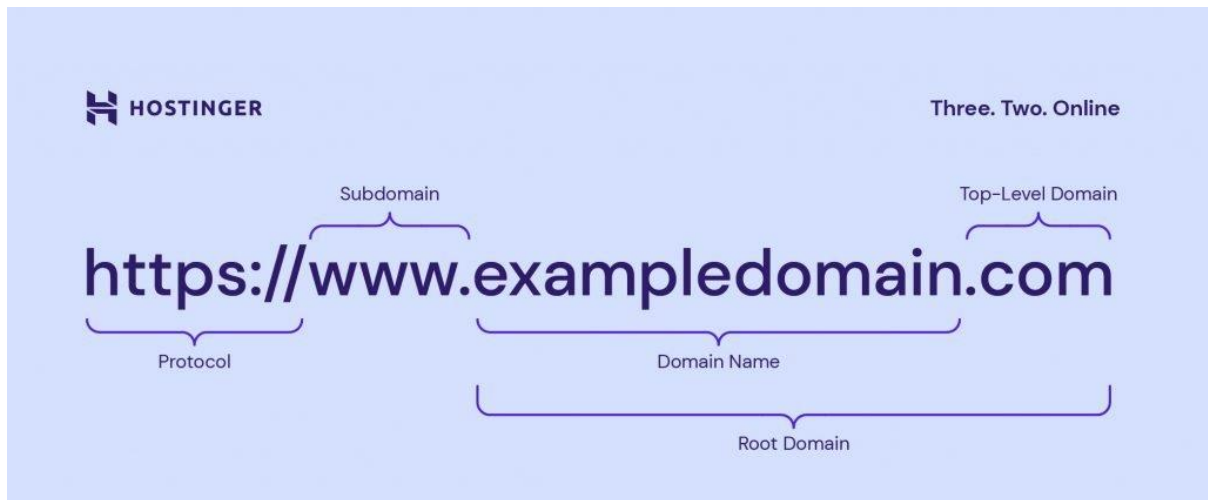 HOSTINGER
Three. Two. Online
Subdomain
Top-Level Domain
https://www.exampledomain.com
Protocol
Domain Name
Root Domain